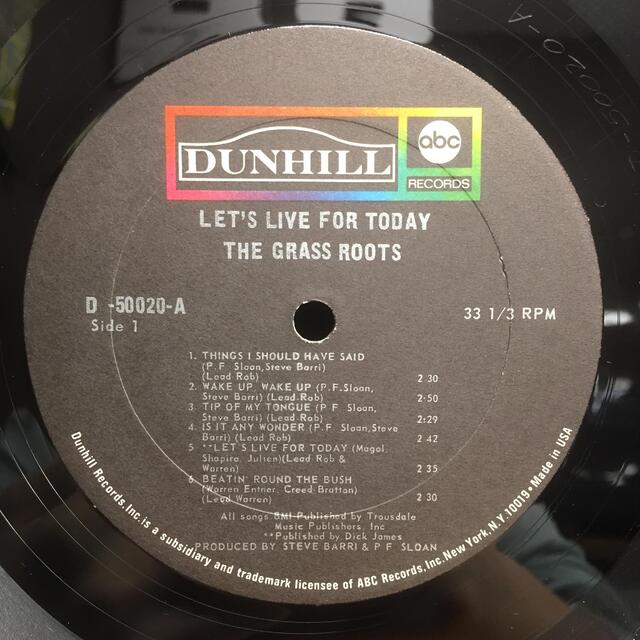 D-50020-A
DUNHILL
abc
RECORDS
LET'S LIVE FOR TODAY
THE GRASS ROOTS
D -50020-A
Side 1
33 1/3 RPM
1. THINGS I SHOULD HAVE SAID
(P.F. Sloan, Steve Barri)
(Lead Rob) 2 30
2. WAKE UP, WAKE UP (P.F.Sloan,
Steve Barri) (Lead Rob) 2:50
3. TIP OF MY TONGUE (P F Sloan,
Steve Barri) (Lead Rob) 2:29
4. IS IT ANY WONDER (P.F. Sloan,Steve
Barri) (Lead Rob) 2 42
5 **LET'S LIVE FOR TODAY (Magol,
Shapiro, Julien)(Lead Rob &
Warren) 2 35
6 BEATIN' ROUND THE BUSH
(Warren Entner, Creed Brattan)
(Lead Warren) 2 30
All songs BMI Published by Trousdale
Music Publishers, Inc
**Published by Dick James
PRODUCED BY STEVE BARRI & P F SLOAN
Dunhill Records, Inc. is a subsidiary and trademark licensee of ABC Records, Inc. New York, N.Y. 10019 • Made in USA